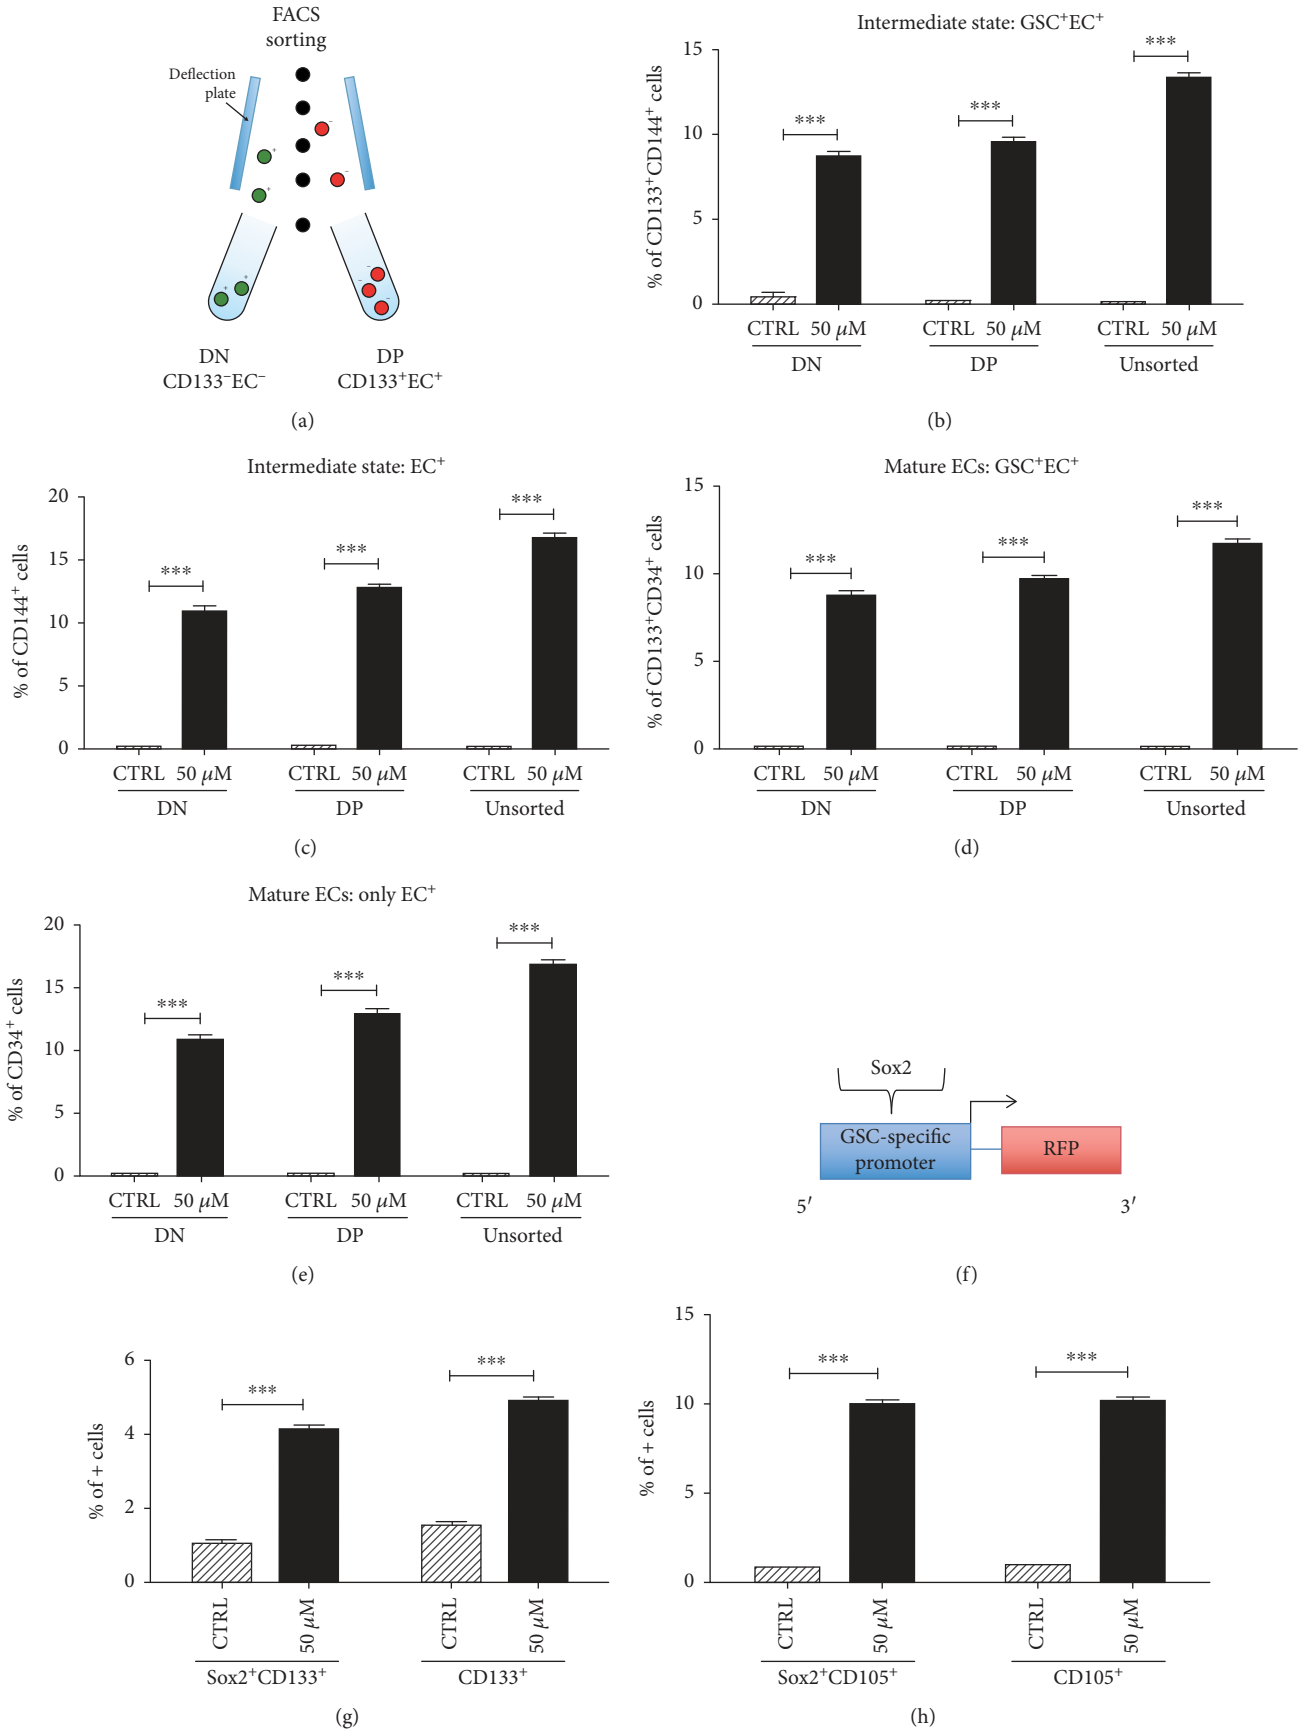 FACS
sorting
Deflection
plate
+
−
+
−
+
+
−
−
−
DN
CD133⁻EC⁻
DP
CD133⁺EC⁺
(a)
Intermediate state: GSC⁺EC⁺
% of CD133⁺CD144⁺ cells
15
10
5
0
***
***
***
CTRL 50 μM CTRL 50 μM CTRL 50 μM
DN DP Unsorted
(b)
Intermediate state: EC⁺
% of CD144⁺ cells
20
15
10
5
0
***
***
***
CTRL 50 μM CTRL 50 μM CTRL 50 μM
DN DP Unsorted
(c)
Mature ECs: GSC⁺EC⁺
% of CD133⁺CD34⁺ cells
15
10
5
0
***
***
***
CTRL 50 μM CTRL 50 μM CTRL 50 μM
DN DP Unsorted
(d)
Mature ECs: only EC⁺
% of CD34⁺ cells
20
15
10
5
0
***
***
***
CTRL 50 μM CTRL 50 μM CTRL 50 μM
DN DP Unsorted
(e)
Sox2
GSC-specific
promoter
RFP
5′ 3′
(f)
% of + cells
6
4
2
0
***
***
CTRL 50 μM CTRL 50 μM
Sox2⁺CD133⁺ CD133⁺
(g)
% of + cells
15
10
5
0
***
***
CTRL 50 μM CTRL 50 μM
Sox2⁺CD105⁺ CD105⁺
(h)